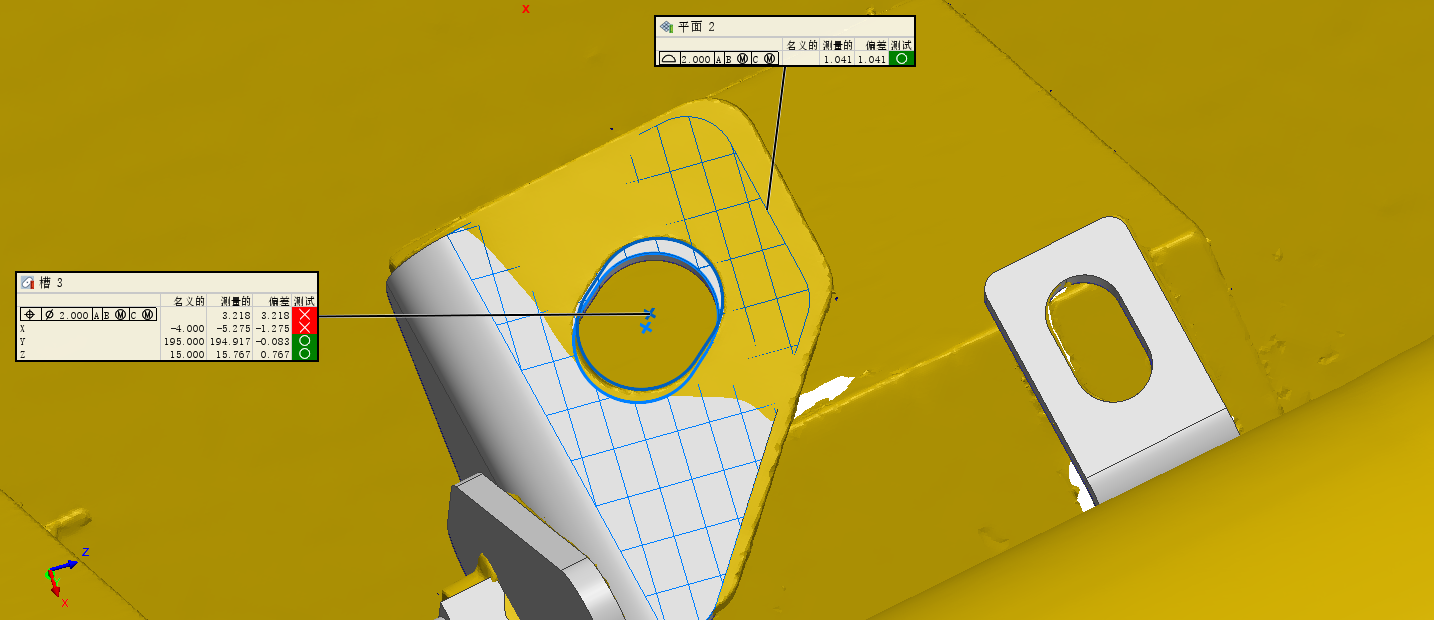 X
平面 2
名义的 测量的 偏差 测试
⌓ 2.000 A B Ⓜ C Ⓜ 1.041 1.041
槽 3
名义的 测量的 偏差 测试
⌖ Ø 2.000 A B Ⓜ C Ⓜ 3.218 3.218
X -4.000 -5.275 -1.275
Y 195.000 194.917 -0.083
Z 15.000 15.767 0.767
Z
Y
X